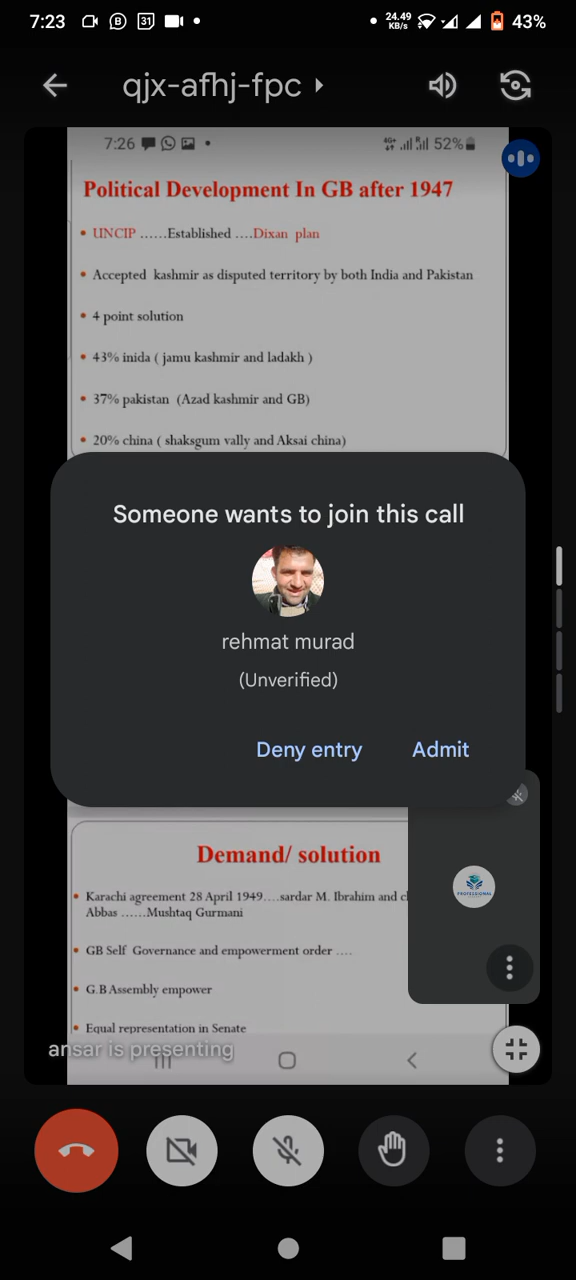 7:23
31
24.49
KB/s
43%
qjx-afhj-fpc
7:26
52%
Political Development In GB after 1947
• UNCIP ......Established ....Dixan plan
• Accepted kashmir as disputed territory by both India and Pakistan
• 4 point solution
• 43% inida ( jamu kashmir and ladakh )
• 37% pakistan (Azad kashmir and GB)
• 20% china ( shaksgum vally and Aksai china)
Someone wants to join this call
rehmat murad
(Unverified)
Deny entry
Admit
Demand/ solution
• Karachi agreement 28 April 1949....sardar M. Ibrahim and
Abbas ......Mushtaq Gurmani
• GB Self Governance and empowerment order ....
• G.B Assembly empower
• Equal representation in Senate
ansar is presenting
PROFESSIONAL